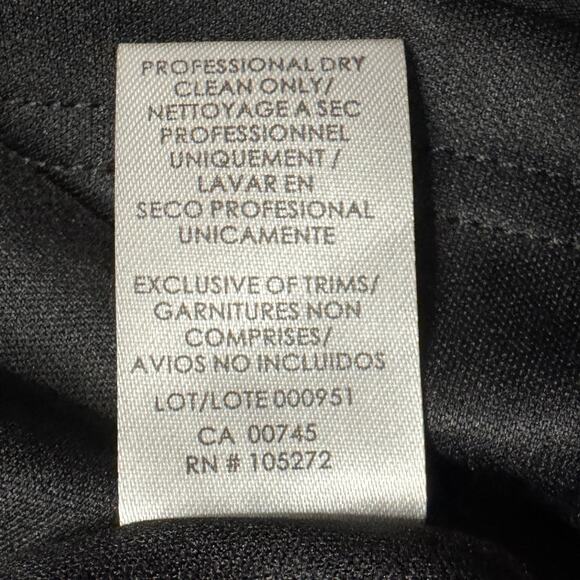 PROFESSIONAL DRY
CLEAN ONLY/
NETTOYAGE A SEC
PROFESSIONNEL
UNIQUEMENT /
LAVAR EN
SECO PROFESIONAL
UNICAMENTE
EXCLUSIVE OF TRIMS/
GARNITURES NON
COMPRISES/
AVIOS NO INCLUIDOS
LOT/LOTE 000951
CA 00745
RN # 105272